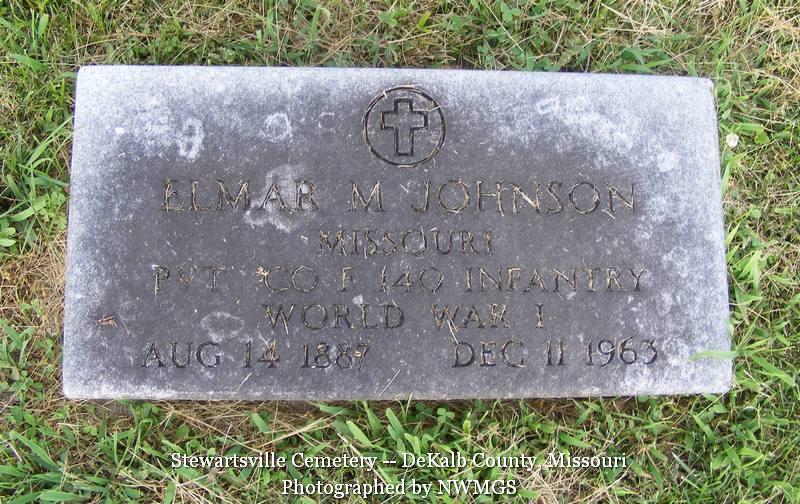 ELMAR M JOHNSON
MISSOURI
PVT CO F 140 INFANTRY
WORLD WAR I
AUG 14 1887 DEC 11 1963
Stewartsville Cemetery -- DeKalb County, Missouri
Photographed by NWMGS